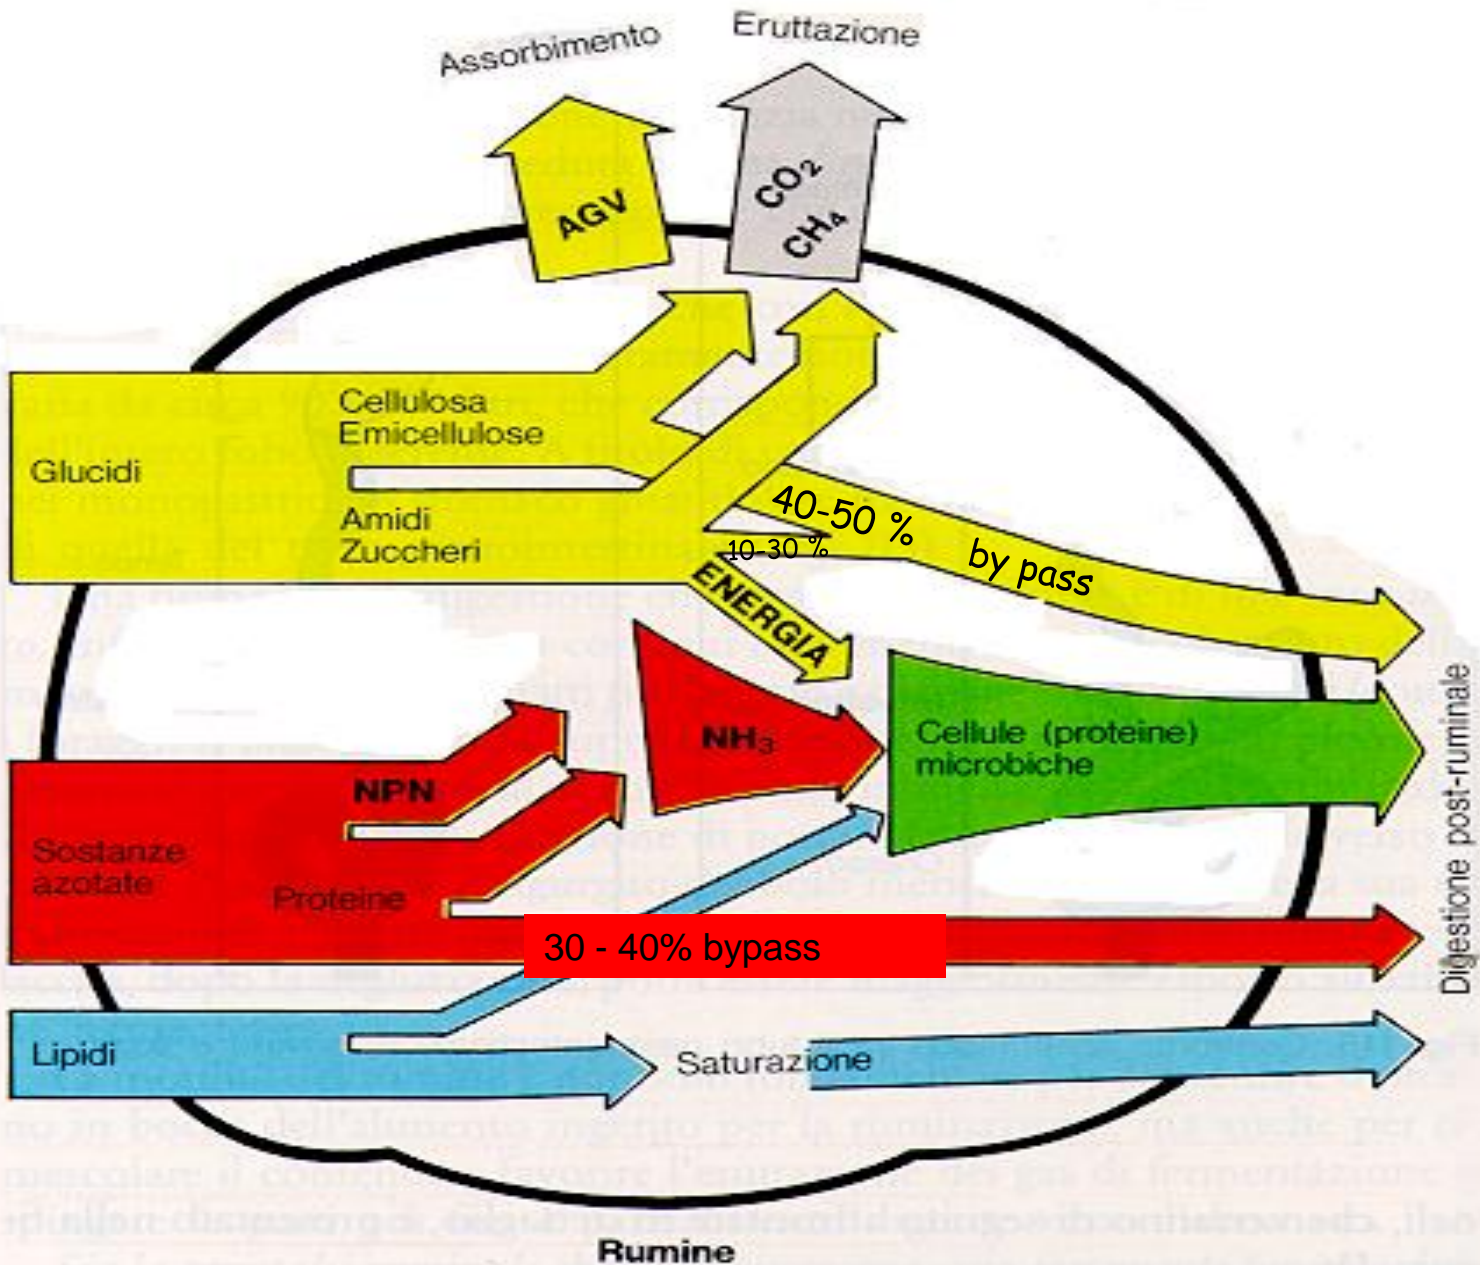 Assorbimento
Eruttazione
AGV
CO₂
CH₄
Cellulosa
Emicellulose
Glucidi
Amidi
Zuccheri
40-50 % by pass
10-30 %
ENERGIA
NH₃
Cellule (proteine)
microbiche
NPN
Sostanze
azotate
Proteine
30 - 40% bypass
Lipidi
Saturazione
Digestione post-ruminale
Rumine